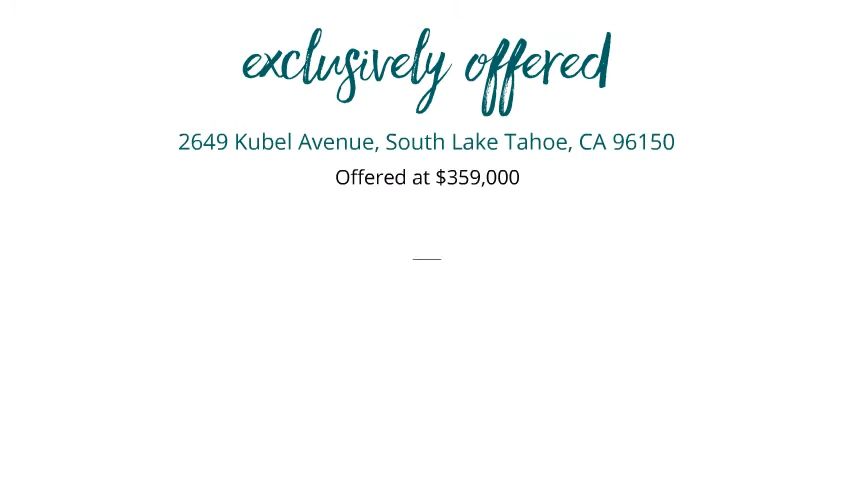 exclusively offered
2649 Kubel Avenue, South Lake Tahoe, CA 96150
Offered at $359,000